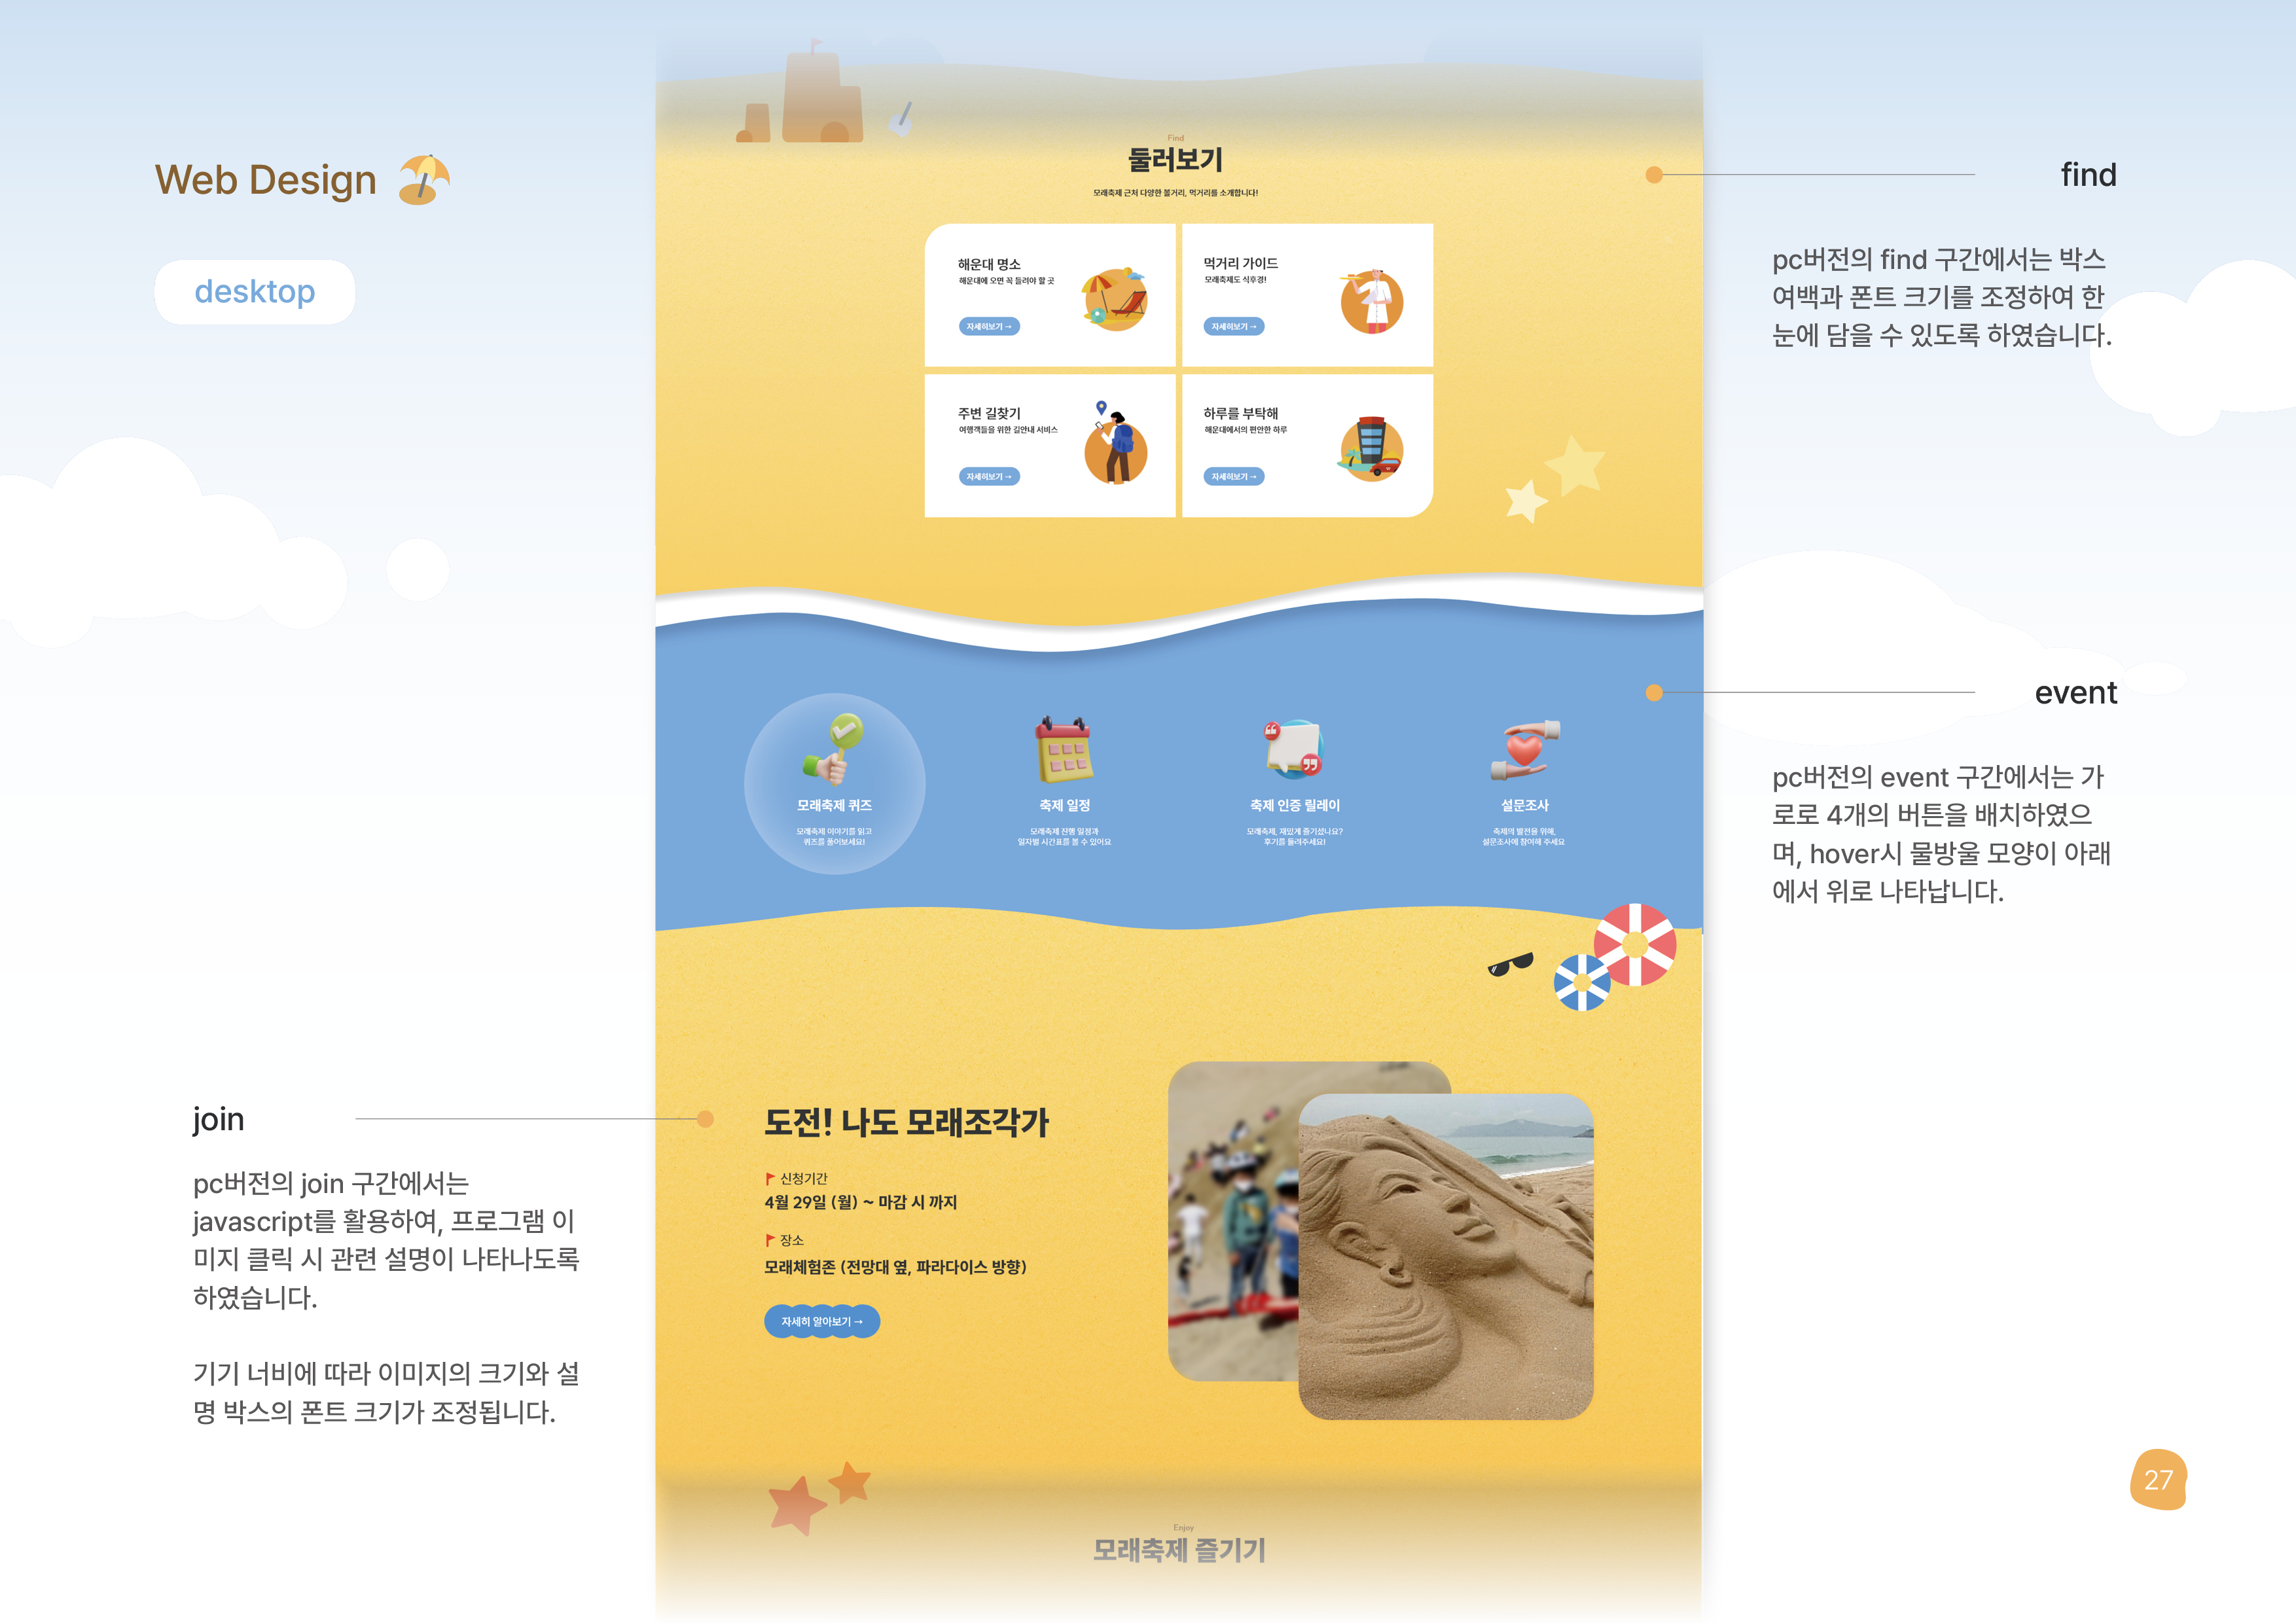 Web Design
desktop
Find
둘러보기
모래축제 근처 다양한 볼거리, 먹거리를 소개합니다!
해운대 명소
해운대에 오면 꼭 들려야 할 곳
자세히보기 →
먹거리 가이드
모래축제도 식후경!
자세히보기 →
주변 길찾기
여행객들을 위한 길안내 서비스
자세히보기 →
하루를 부탁해
해운대에서의 편안한 하루
자세히보기 →
find
pc버전의 find 구간에서는 박스
여백과 폰트 크기를 조정하여 한
눈에 담을 수 있도록 하였습니다.
모래축제 퀴즈
모래축제 이야기를 읽고
퀴즈를 풀어보세요!
축제 일정
모래축제 진행 일정과
일자별 시간표를 볼 수 있어요
축제 인증 릴레이
모래축제, 재밌게 즐기셨나요?
후기를 들려주세요!
설문조사
축제의 발전을 위해,
설문조사에 참여해 주세요
event
pc버전의 event 구간에서는 가
로로 4개의 버튼을 배치하였으
며, hover시 물방울 모양이 아래
에서 위로 나타납니다.
join
pc버전의 join 구간에서는
javascript를 활용하여, 프로그램 이
미지 클릭 시 관련 설명이 나타나도록
하였습니다.
기기 너비에 따라 이미지의 크기와 설
명 박스의 폰트 크기가 조정됩니다.
도전! 나도 모래조각가
신청기간
4월 29일 (월) ~ 마감 시 까지
장소
모래체험존 (전망대 옆, 파라다이스 방향)
자세히 알아보기 →
Enjoy
모래축제 즐기기
27